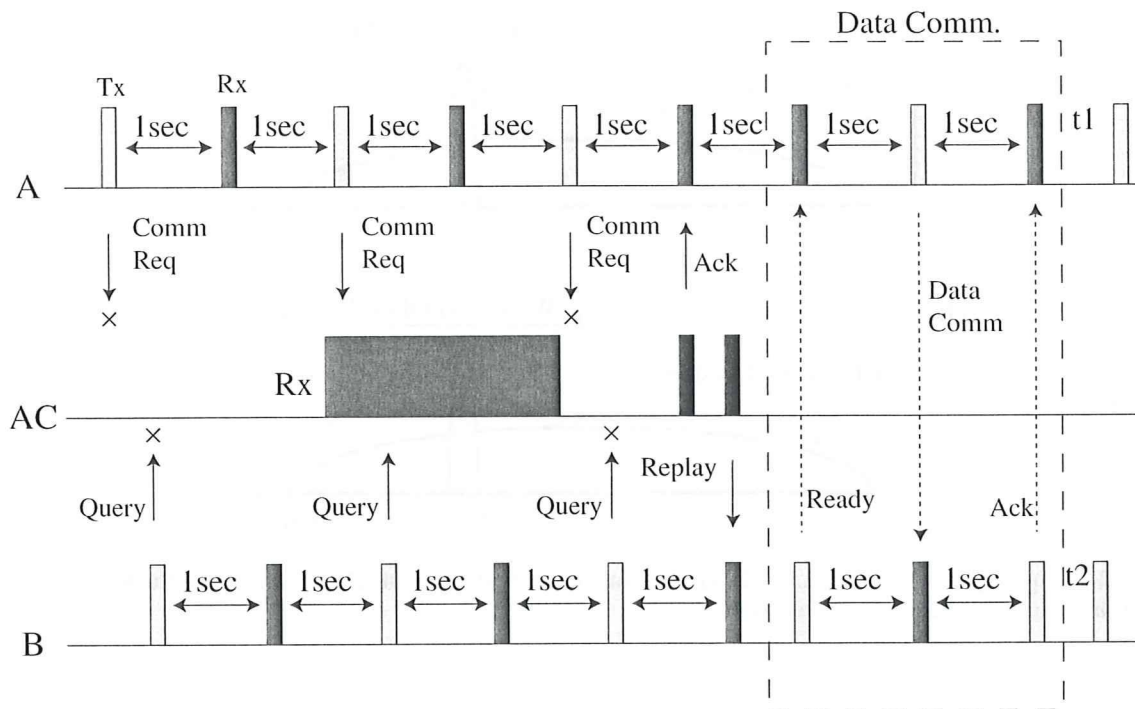 Data Comm.
Tx
Rx
1sec 1sec 1sec 1sec 1sec 1sec 1sec 1sec t1
A
Comm
Req
Comm
Req
Comm
Req
Ack
Data
Comm
×
×
Rx
AC
×
×
Query
Query
Query
Replay
Ready
Ack
1sec 1sec 1sec 1sec 1sec 1sec 1sec t2
B